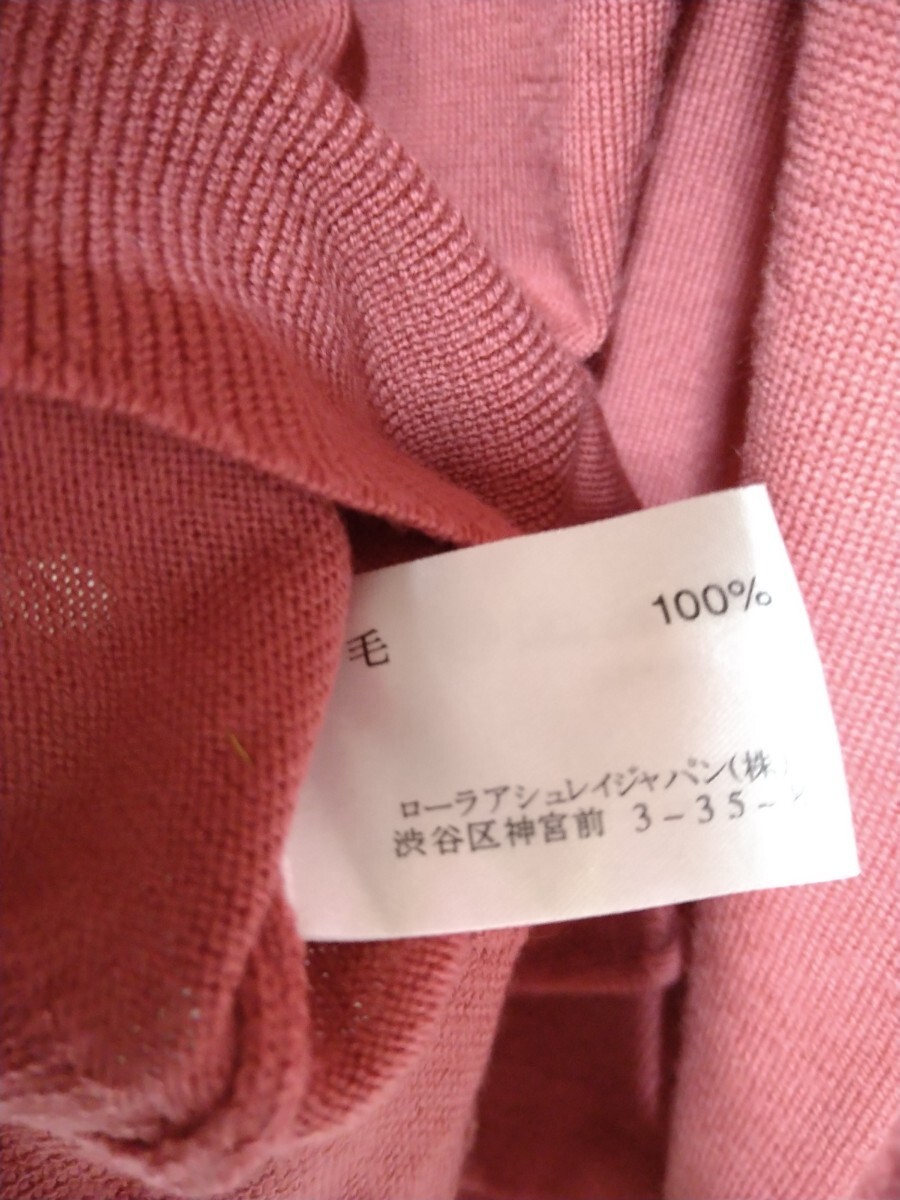 毛 100%
ローラアシュレイジャパン(株)
渋谷区神宮前 3-35-